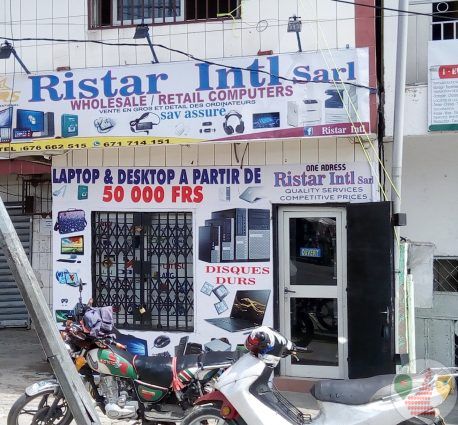 Ristar Intl Sarl
WHOLESALE / RETAIL COMPUTERS
VENTE EN GROS ET DETAIL DES ORDINATEURS
sav assuré
TEL : 676 662 515 \ 671 714 151
Ristar Intl
LAPTOP & DESKTOP A PARTIR DE
50 000 FRS
ONE ADRESS
Ristar Intl Sarl
QUALITY SERVICES
COMPETITIVE PRICES
OUVERT
DISQUES
DURS